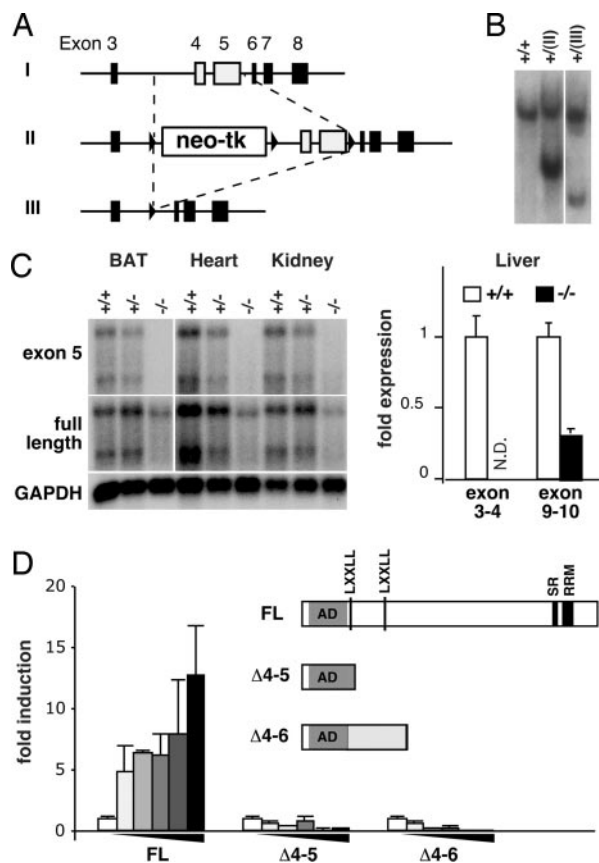 A
Exon 3 4 5 6 7 8
I
II neo-tk
III
B
+/+ +/(II) +/(III)
C
BAT Heart Kidney
+/+ +/- -/- +/+ +/- -/- +/+ +/- -/-
exon 5
full
length
GAPDH
Liver
+/+ -/-
fold expression
1
0.5
0
N.D.
exon
3-4
exon
9-10
D
fold induction
20
15
10
5
0
FL Δ4-5 Δ4-6
LXXLL LXXLL SR RRM
FL AD
Δ4-5 AD
Δ4-6 AD